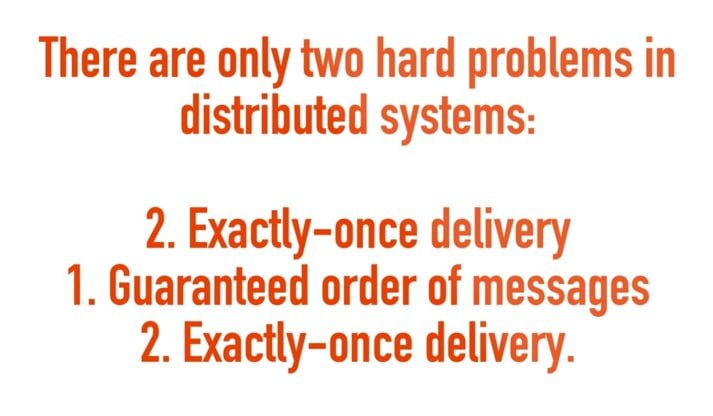 There are only two hard problems in
distributed systems:
2. Exactly-once delivery
1. Guaranteed order of messages
2. Exactly-once delivery.